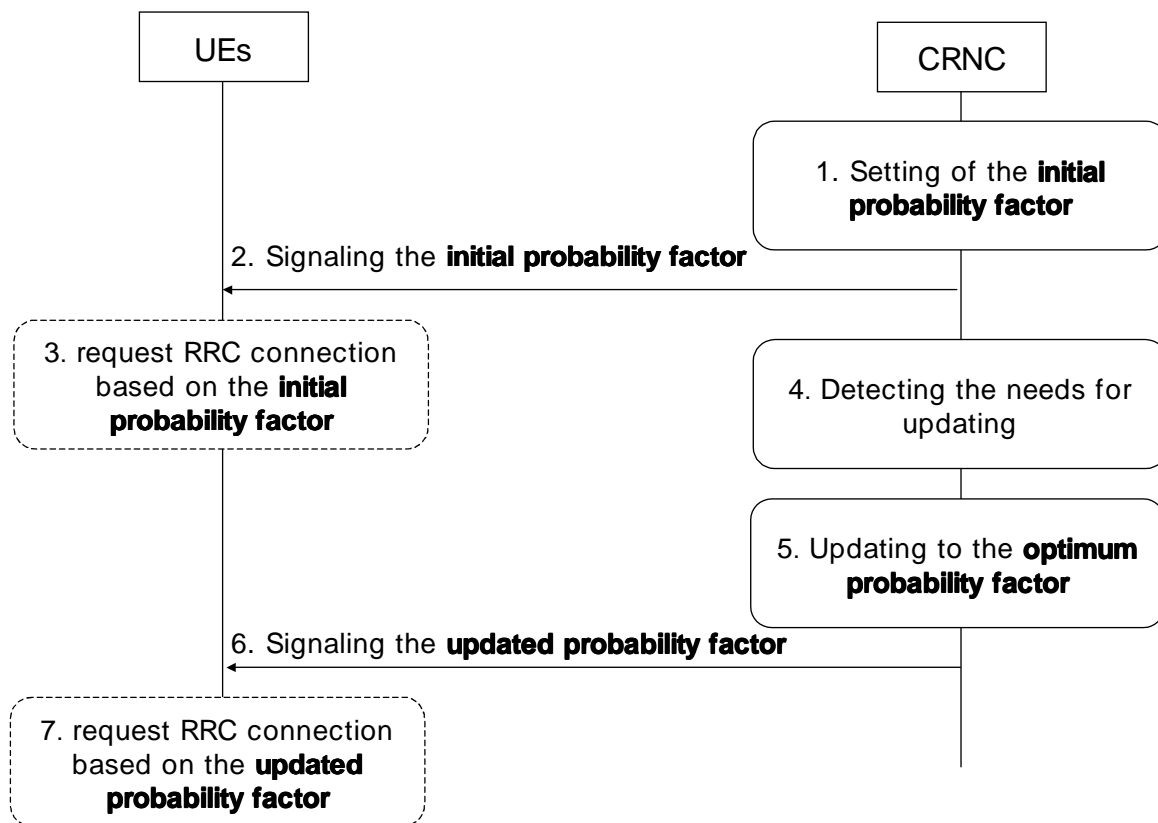 UEs
CRNC
1. Setting of the initial
probability factor
2. Signaling the initial probability factor
3. request RRC connection
based on the initial
probability factor
4. Detecting the needs for
updating
5. Updating to the optimum
probability factor
6. Signaling the updated probability factor
7. request RRC connection
based on the updated
probability factor